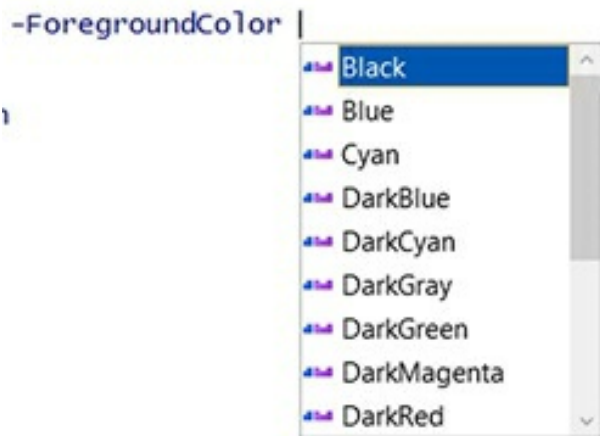 -ForegroundColor
Black
Blue
Cyan
DarkBlue
DarkCyan
DarkGray
DarkGreen
DarkMagenta
DarkRed